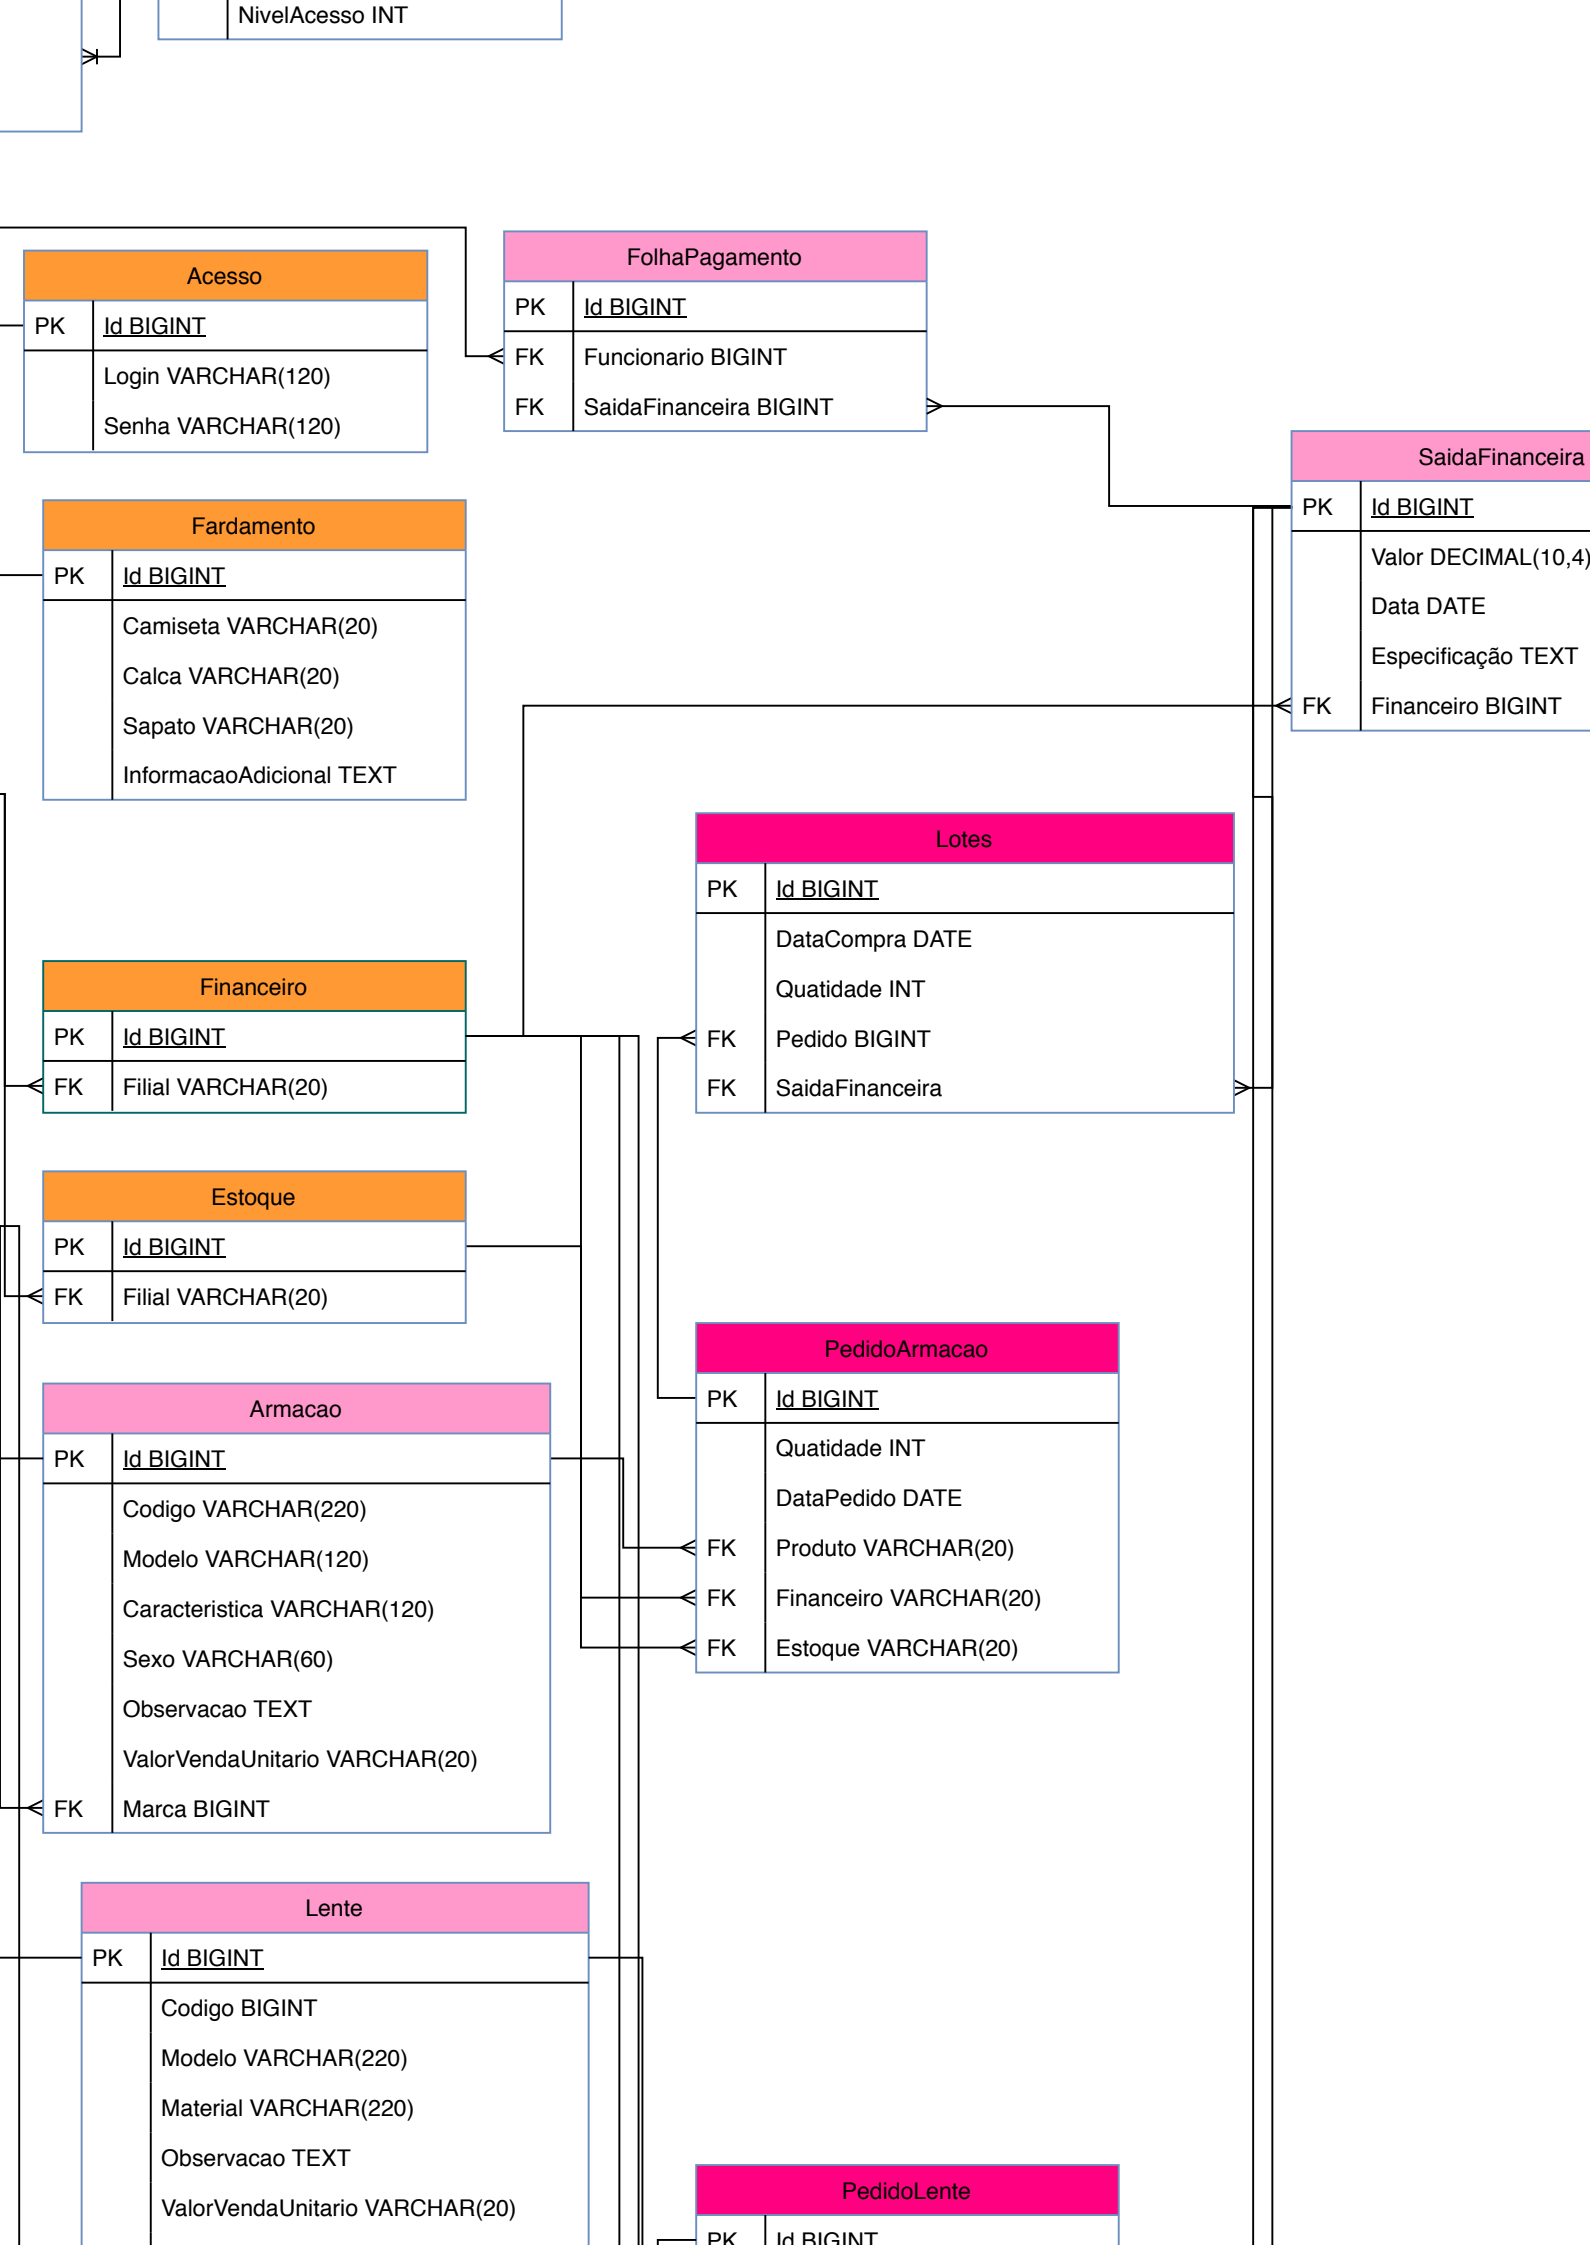 NivelAcesso INT
Acesso
PK Id BIGINT
Login VARCHAR(120)
Senha VARCHAR(120)
FolhaPagamento
PK Id BIGINT
FK Funcionario BIGINT
FK SaidaFinanceira BIGINT
SaidaFinanceira
PK Id BIGINT
Valor DECIMAL(10,4)
Data DATE
Especificação TEXT
FK Financeiro BIGINT
Fardamento
PK Id BIGINT
Camiseta VARCHAR(20)
Calca VARCHAR(20)
Sapato VARCHAR(20)
InformacaoAdicional TEXT
Lotes
PK Id BIGINT
DataCompra DATE
Quatidade INT
FK Pedido BIGINT
FK SaidaFinanceira
Financeiro
PK Id BIGINT
FK Filial VARCHAR(20)
Estoque
PK Id BIGINT
FK Filial VARCHAR(20)
PedidoArmacao
PK Id BIGINT
Quatidade INT
DataPedido DATE
FK Produto VARCHAR(20)
FK Financeiro VARCHAR(20)
FK Estoque VARCHAR(20)
Armacao
PK Id BIGINT
Codigo VARCHAR(220)
Modelo VARCHAR(120)
Caracteristica VARCHAR(120)
Sexo VARCHAR(60)
Observacao TEXT
ValorVendaUnitario VARCHAR(20)
FK Marca BIGINT
Lente
PK Id BIGINT
Codigo BIGINT
Modelo VARCHAR(220)
Material VARCHAR(220)
Observacao TEXT
ValorVendaUnitario VARCHAR(20)
PedidoLente
PK Id BIGINT